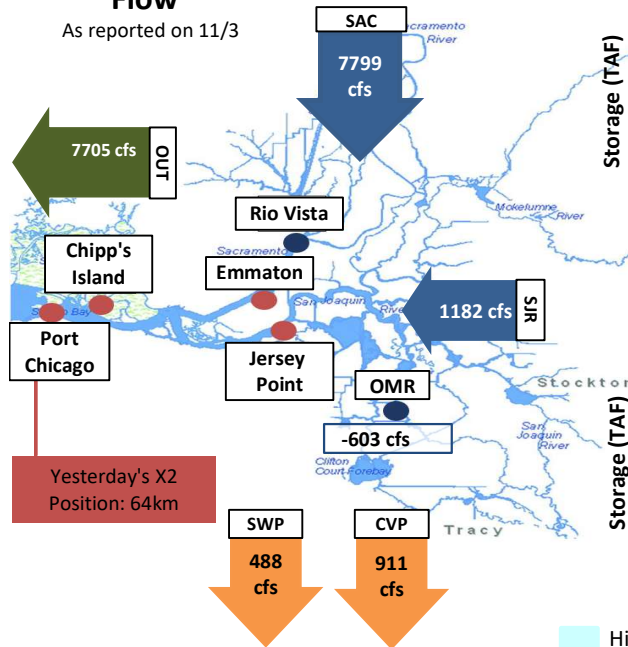 Flow
As reported on 11/3
SAC
7799
cfs
Sacramento
River
Storage (TAF)
7705 cfs
OUT
Mokelumne
River
Rio Vista
Chipp's
Island
Sacramento
Emmaton
San Joaquin
River
1182 cfs
SJR
Port
Chicago
Jersey
Point
OMR
Stockton
-603 cfs
San
Joaquin
River
Clifton
Court Forebay
Storage (TAF)
Yesterday's X2
Position: 64km
SWP
CVP
Tracy
488
cfs
911
cfs
Hi